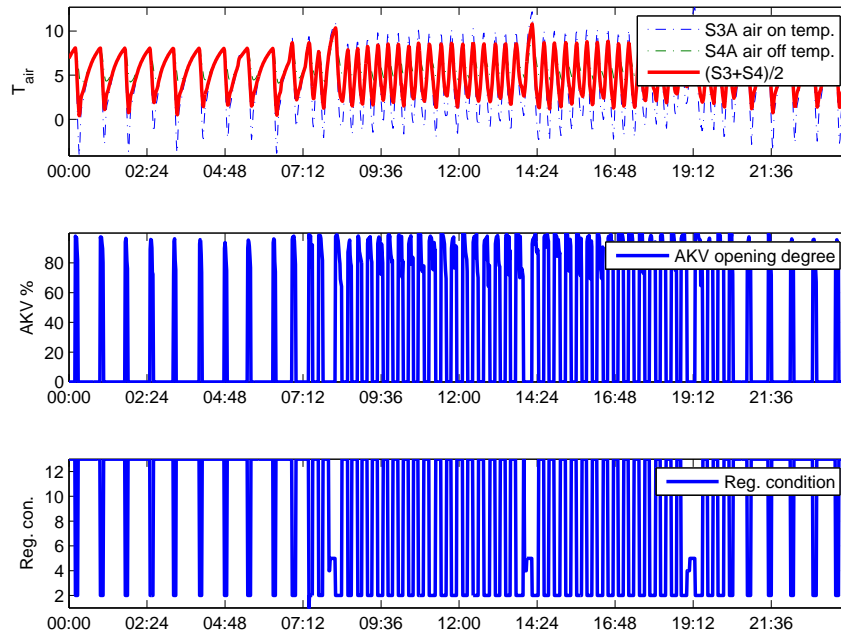 10
5
0
T_air
S3A air on temp.
S4A air off temp.
(S3+S4)/2
00:00 02:24 04:48 07:12 09:36 12:00 14:24 16:48 19:12 21:36
80
60
40
20
0
AKV %
AKV opening degree
00:00 02:24 04:48 07:12 09:36 12:00 14:24 16:48 19:12 21:36
12
10
8
6
4
2
Reg. con.
Reg. condition
00:00 02:24 04:48 07:12 09:36 12:00 14:24 16:48 19:12 21:36